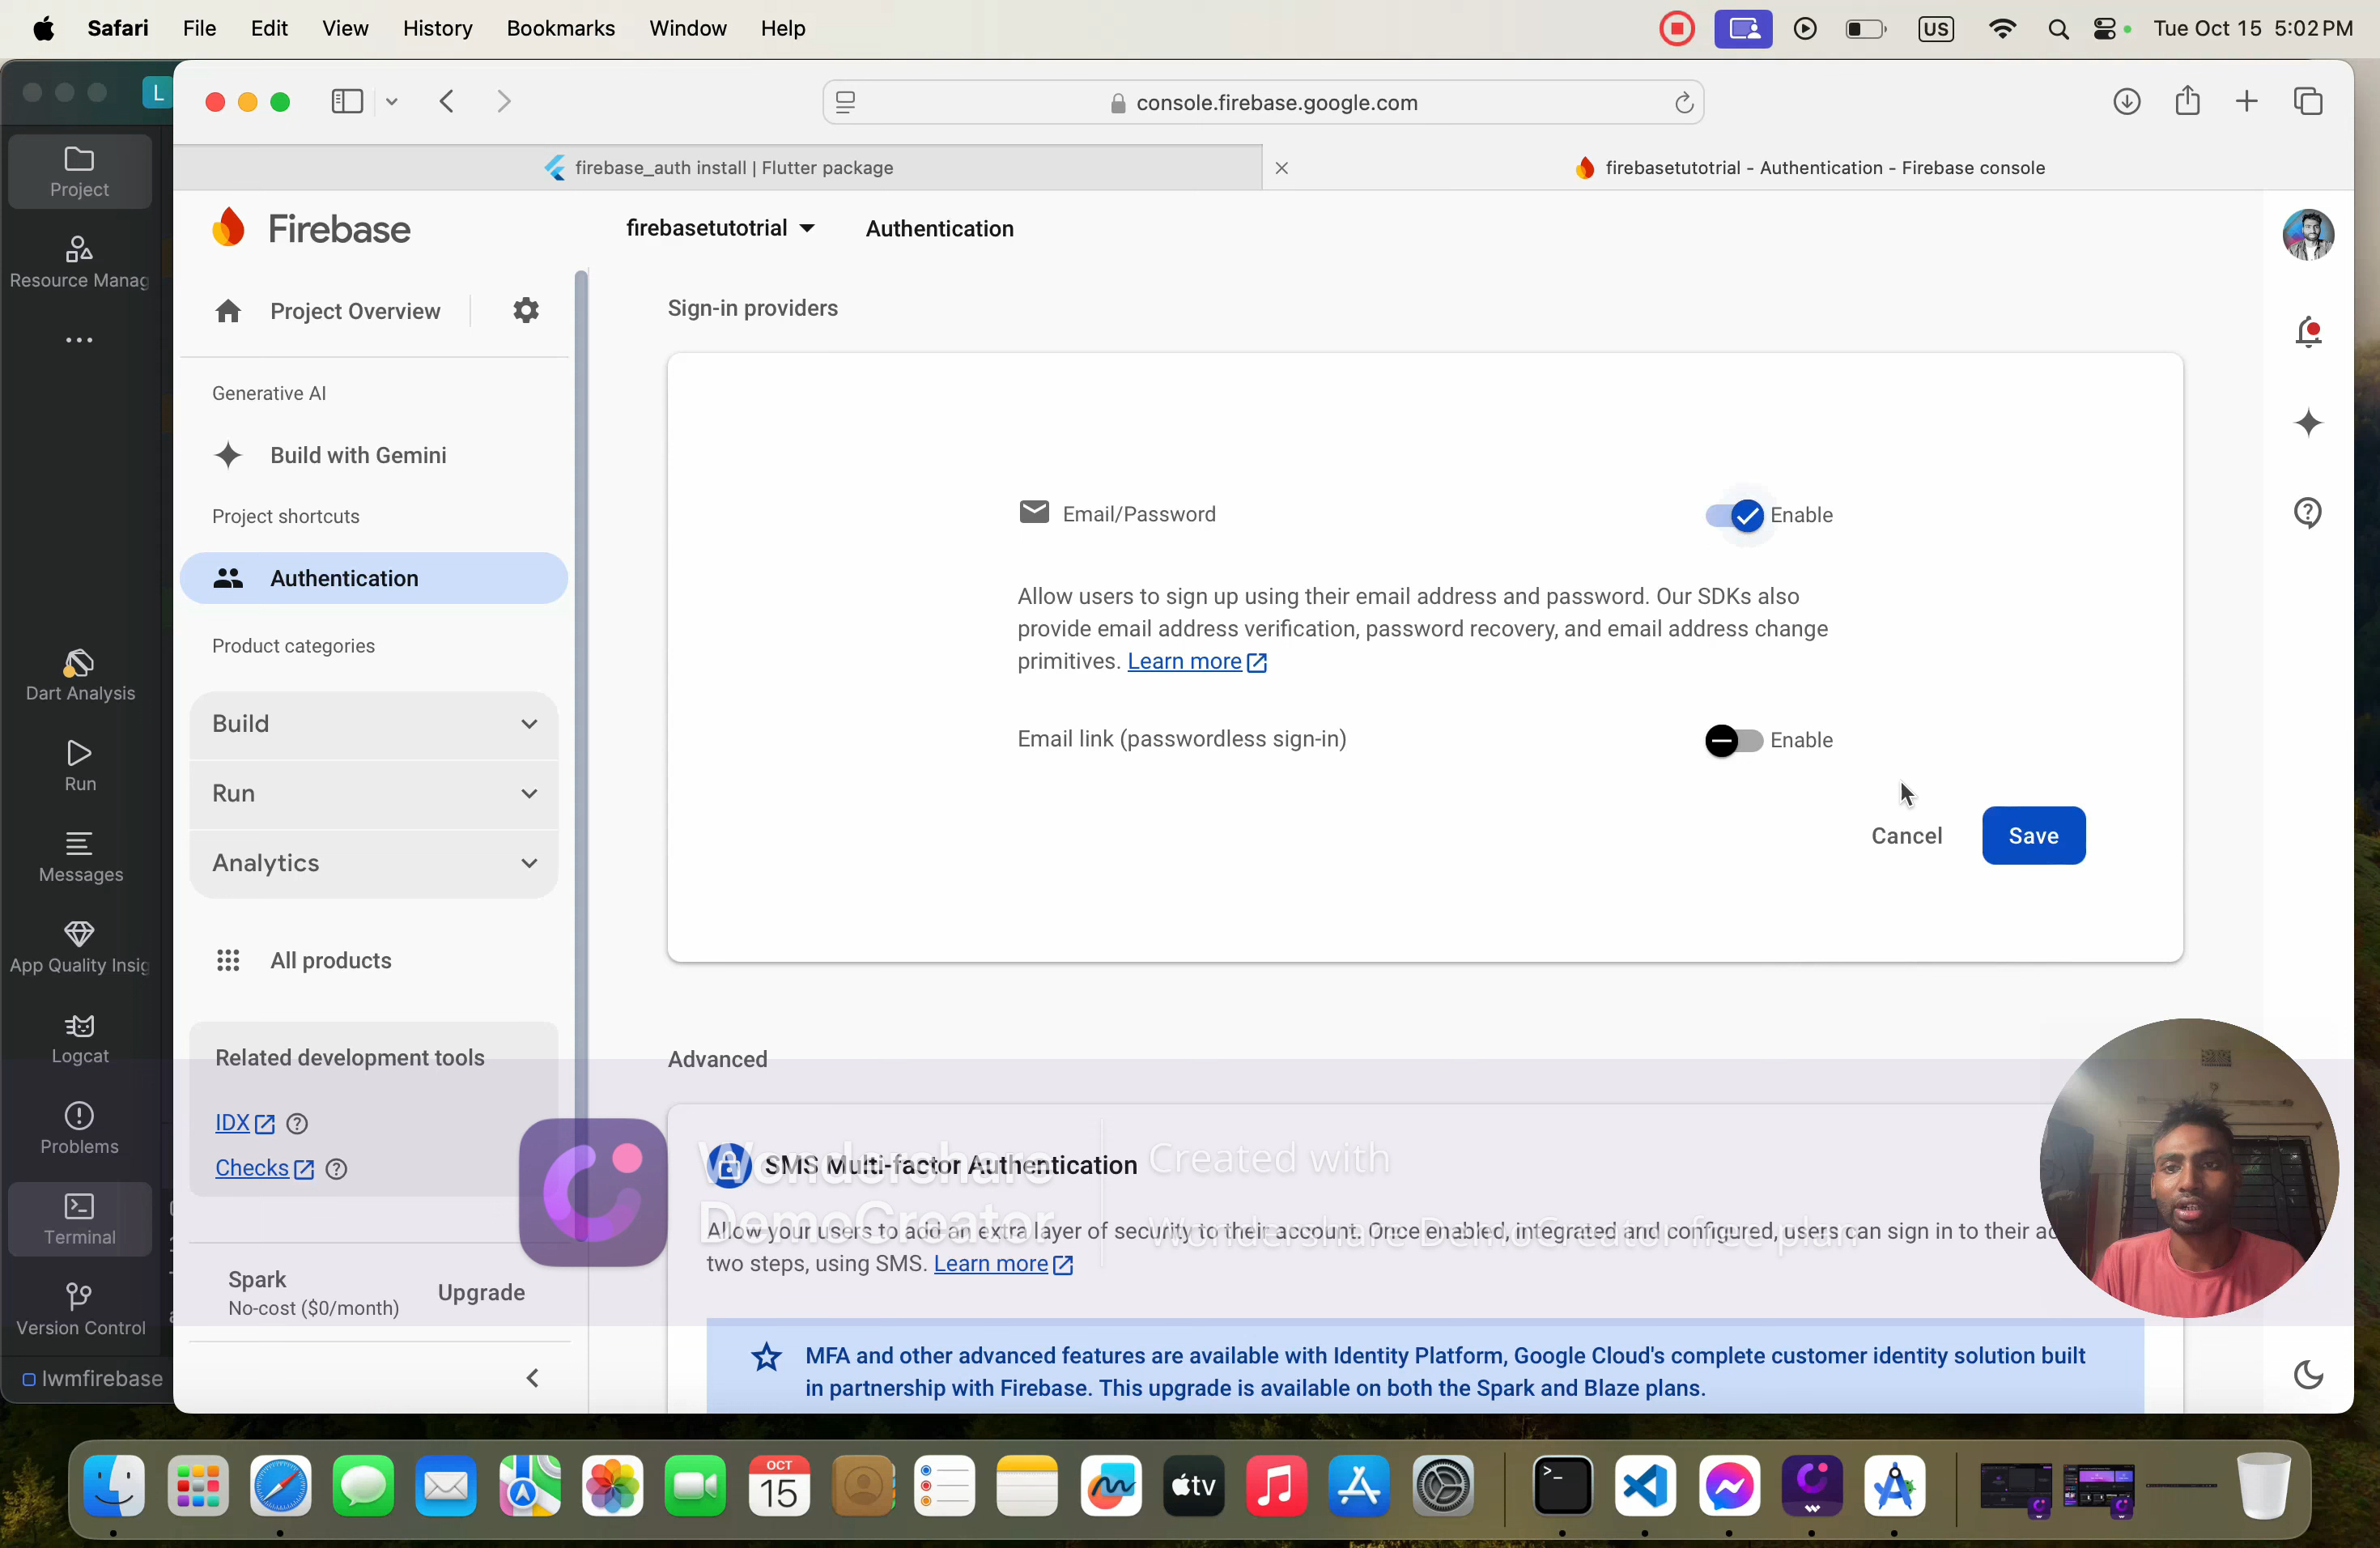 Safari File Edit View History Bookmarks Window Help
US
Tue Oct 15 5:02 PM
L
console.firebase.google.com
firebase_auth install | Flutter package
firebasetutotrial - Authentication - Firebase console
Project
Resource Manag
Dart Analysis
Run
Messages
App Quality Insig
Logcat
Problems
Terminal
Version Control
lwmfirebase
Firebase
firebasetutotrial
Authentication
Project Overview
Generative AI
Build with Gemini
Project shortcuts
Authentication
Product categories
Build
Run
Analytics
All products
Related development tools
IDX
Checks
Spark
No-cost ($0/month)
Upgrade
Sign-in providers
Email/Password
Enable
Allow users to sign up using their email address and password. Our SDKs also
provide email address verification, password recovery, and email address change
primitives. Learn more
Email link (passwordless sign-in)
Enable
Cancel
Save
Advanced
SMS Multi-factor Authentication
Allow your users to add an extra layer of security to their account. Once enabled, integrated and configured, users can sign in to their ac
two steps, using SMS. Learn more
MFA and other advanced features are available with Identity Platform, Google Cloud's complete customer identity solution built
in partnership with Firebase. This upgrade is available on both the Spark and Blaze plans.
Wondershare
DemoCreator
Created with
Wondershare DemoCreator free plan
OCT
15
tv